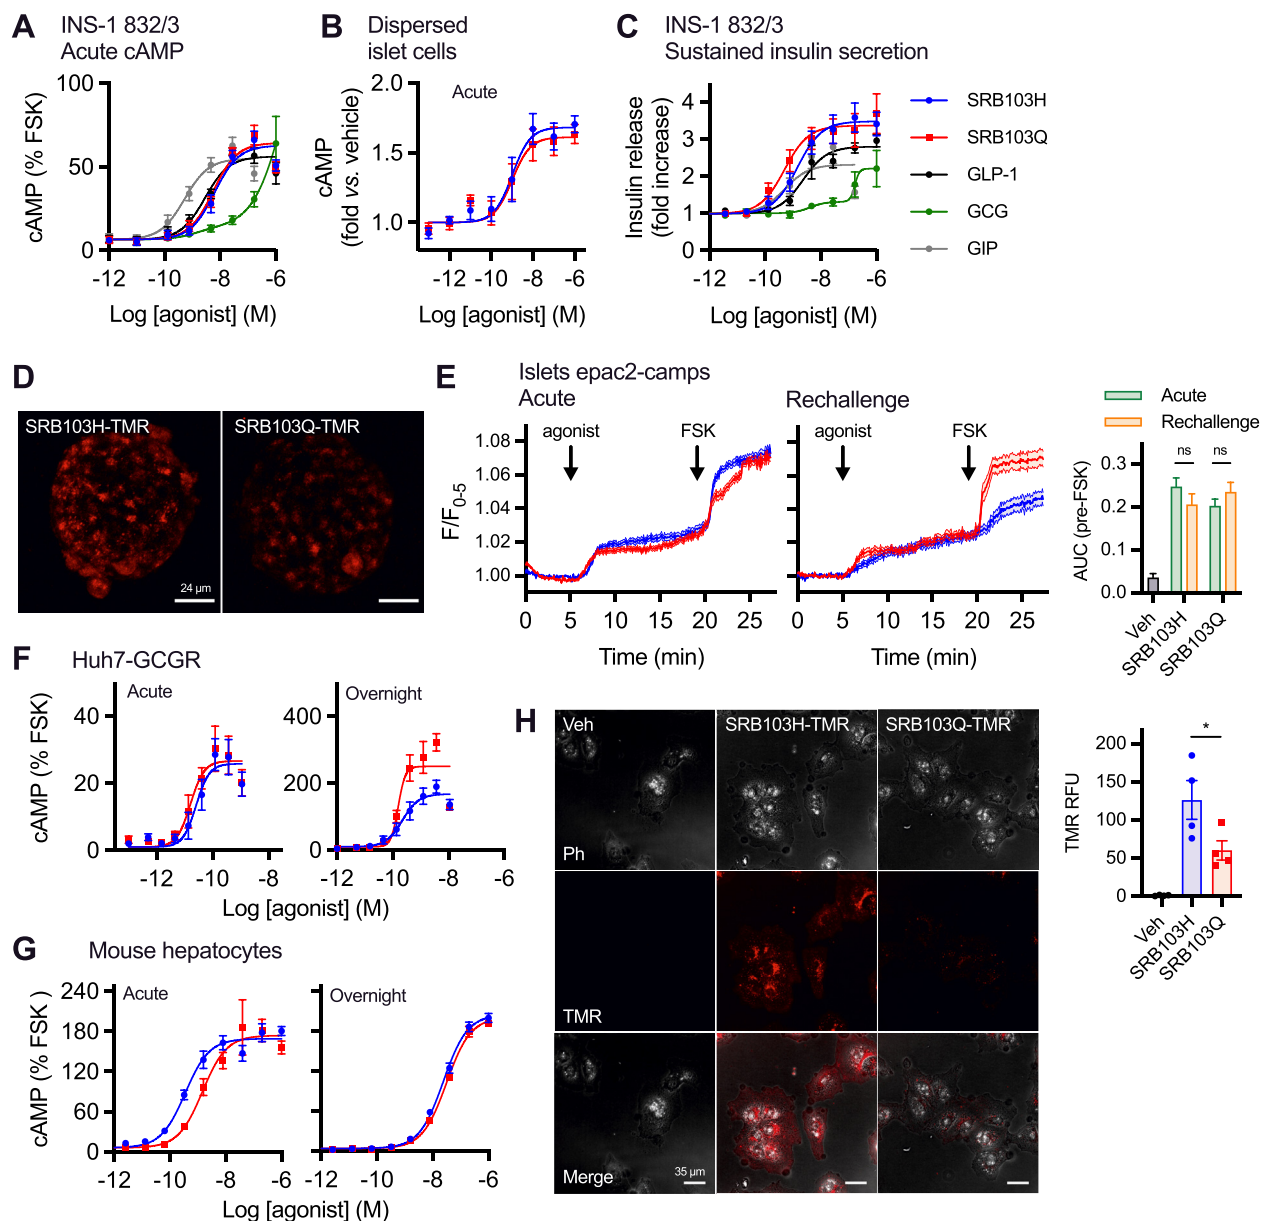 A
INS-1 832/3
Acute cAMP
cAMP (% FSK)
100
50
0
-12 -10 -8 -6
Log [agonist] (M)
B
Dispersed
islet cells
Acute
cAMP
(fold vs. vehicle)
2.0
1.5
1.0
-12 -10 -8 -6
Log [agonist] (M)
C
INS-1 832/3
Sustained insulin secretion
Insulin release
(fold increase)
4
3
2
1
0
-12 -10 -8 -6
Log [agonist] (M)
SRB103H
SRB103Q
GLP-1
GCG
GIP
D
SRB103H-TMR
SRB103Q-TMR
24 µm
E
Islets epac2-camps
Acute
Rechallenge
agonist
FSK
agonist
FSK
F/F0-5
1.08
1.06
1.04
1.02
1.00
0 5 10 15 20 25
Time (min)
0 5 10 15 20 25
Time (min)
Acute
Rechallenge
AUC (pre-FSK)
0.3
0.2
0.1
0.0
ns
ns
Veh
SRB103H
SRB103Q
F
Huh7-GCGR
Acute
Overnight
cAMP (% FSK)
40
20
0
-12 -10 -8
400
200
0
-12 -10 -8 -6
Log [agonist] (M)
G
Mouse hepatocytes
Acute
Overnight
cAMP (% FSK )
240
180
120
60
0
-12 -10 -8 -6
-12 -10 -8 -6
Log [agonist] (M)
H
Veh
SRB103H-TMR
SRB103Q-TMR
Ph
TMR
Merge
35 µm
TMR RFU
200
150
100
50
0
*
Veh
SRB103H
SRB103Q